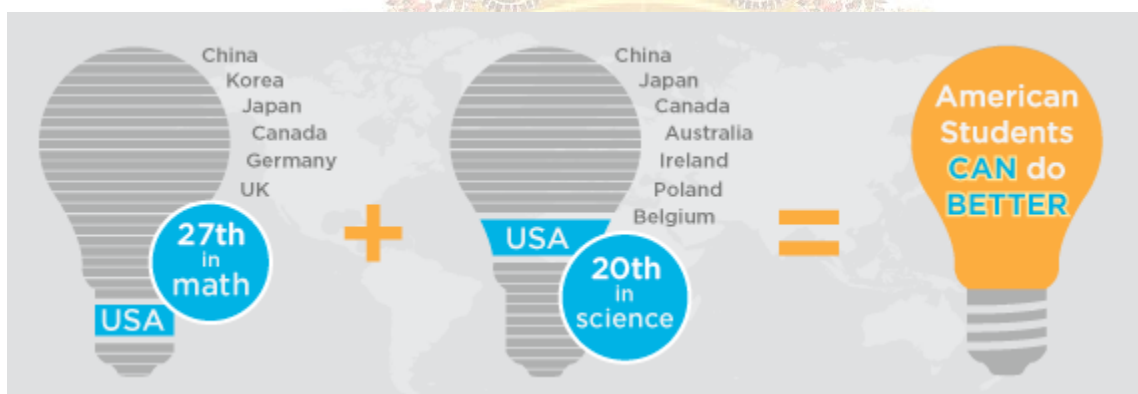 China
Korea
Japan
Canada
Germany
UK
27th
in
math
USA
+
China
Japan
Canada
Australia
Ireland
Poland
Belgium
USA
20th
in
science
=
American
Students
CAN do
BETTER